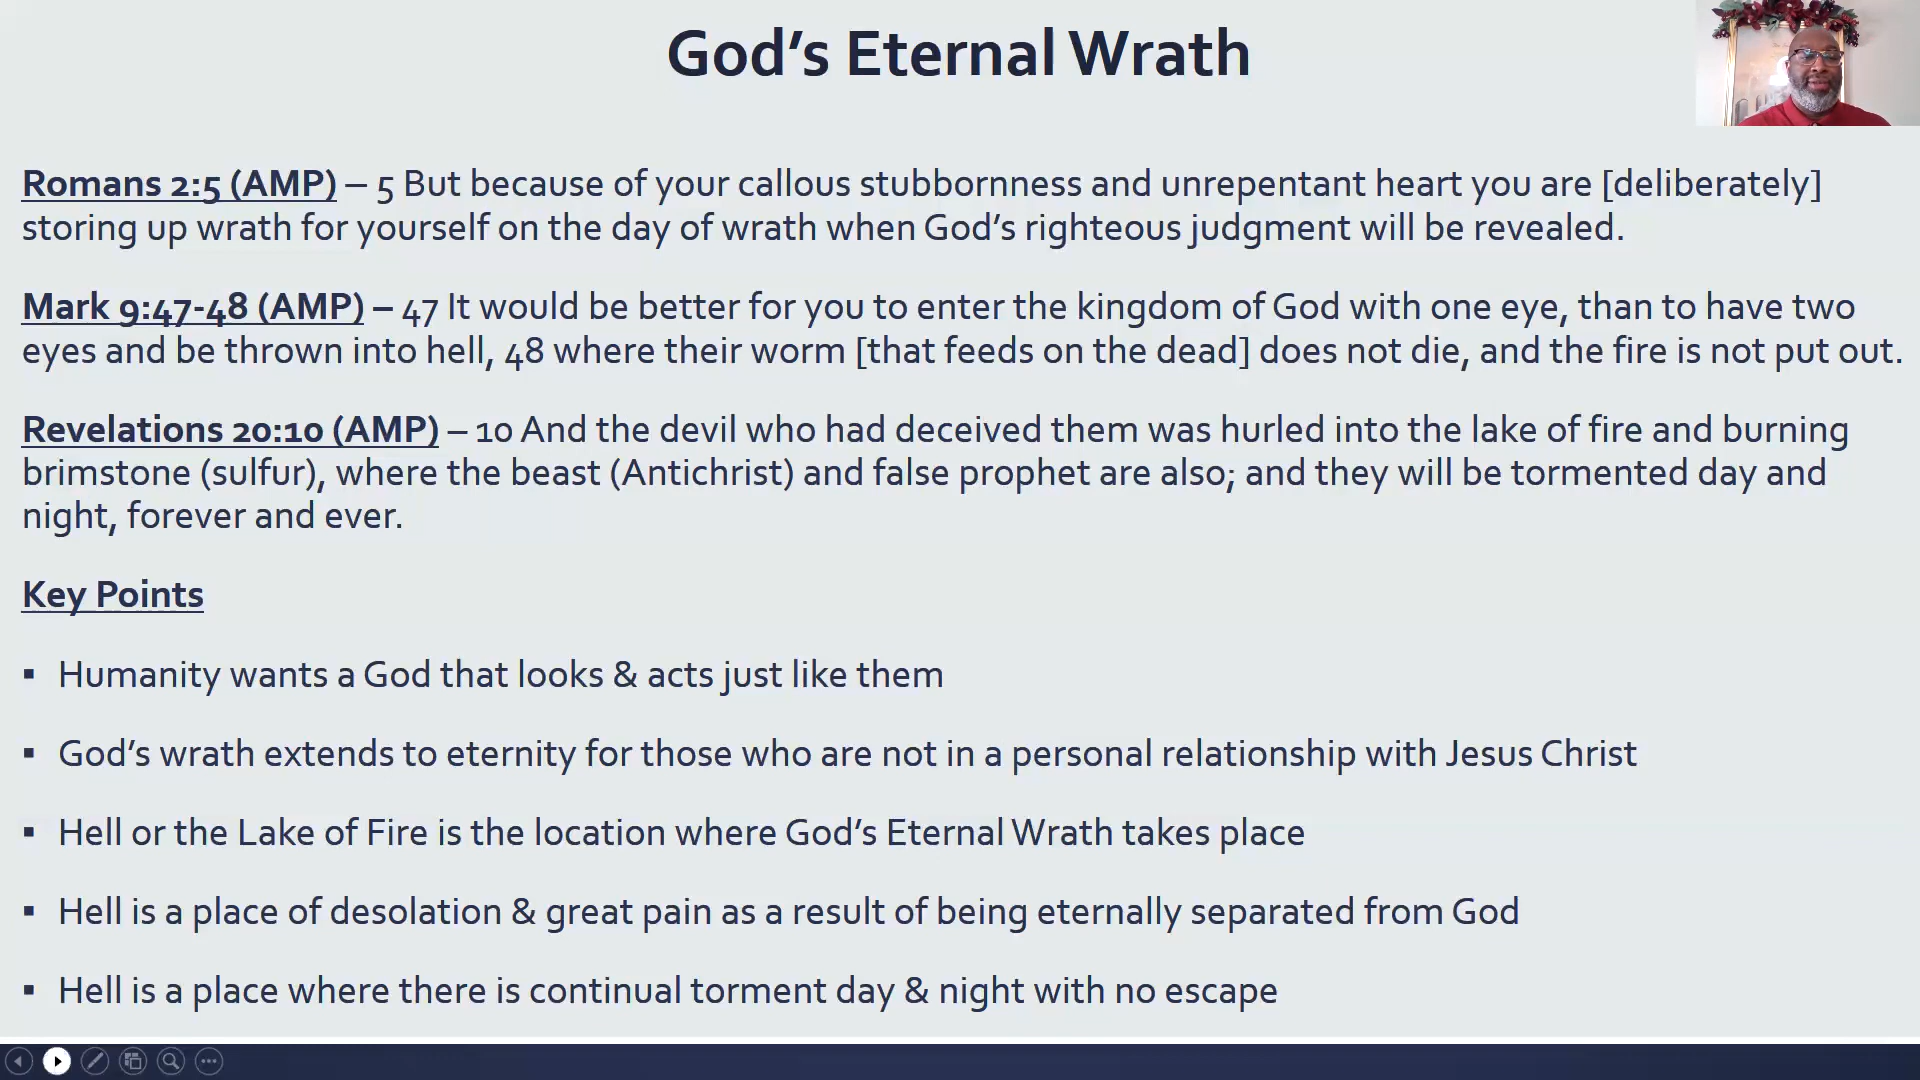 God's Eternal Wrath
Romans 2:5 (AMP) – 5 But because of your callous stubbornness and unrepentant heart you are [deliberately]
storing up wrath for yourself on the day of wrath when God's righteous judgment will be revealed.
Mark 9:47-48 (AMP) – 47 It would be better for you to enter the kingdom of God with one eye, than to have two
eyes and be thrown into hell, 48 where their worm [that feeds on the dead] does not die, and the fire is not put out.
Revelations 20:10 (AMP) – 10 And the devil who had deceived them was hurled into the lake of fire and burning
brimstone (sulfur), where the beast (Antichrist) and false prophet are also; and they will be tormented day and
night, forever and ever.
Key Points
▪ Humanity wants a God that looks & acts just like them
▪ God's wrath extends to eternity for those who are not in a personal relationship with Jesus Christ
▪ Hell or the Lake of Fire is the location where God's Eternal Wrath takes place
▪ Hell is a place of desolation & great pain as a result of being eternally separated from God
▪ Hell is a place where there is continual torment day & night with no escape